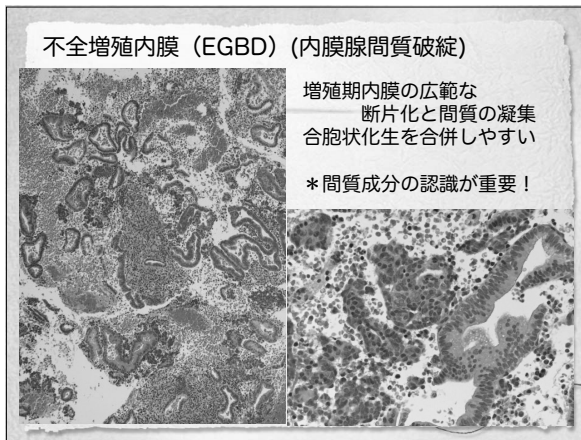 不全増殖内膜（EGBD）(内膜腺間質破綻)
増殖期内膜の広範な
断片化と間質の凝集
合胞状化生を合併しやすい
＊間質成分の認識が重要！